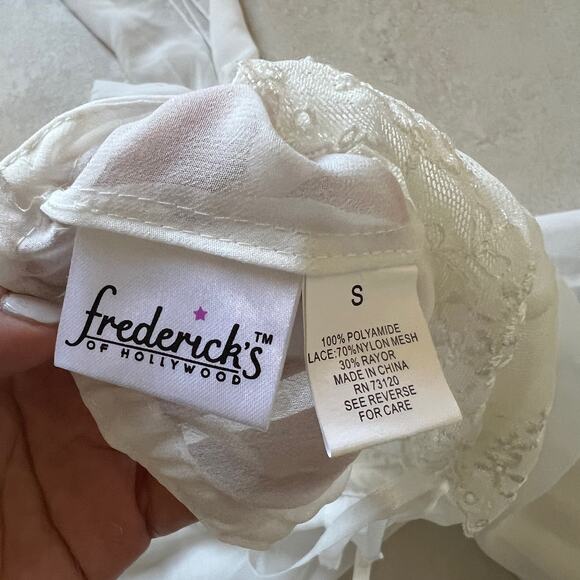 frederick's™
OF HOLLYWOOD
S
100% POLYAMIDE
LACE:70%NYLON MESH
30% RAYOR
MADE IN CHINA
RN 73120
SEE REVERSE
FOR CARE